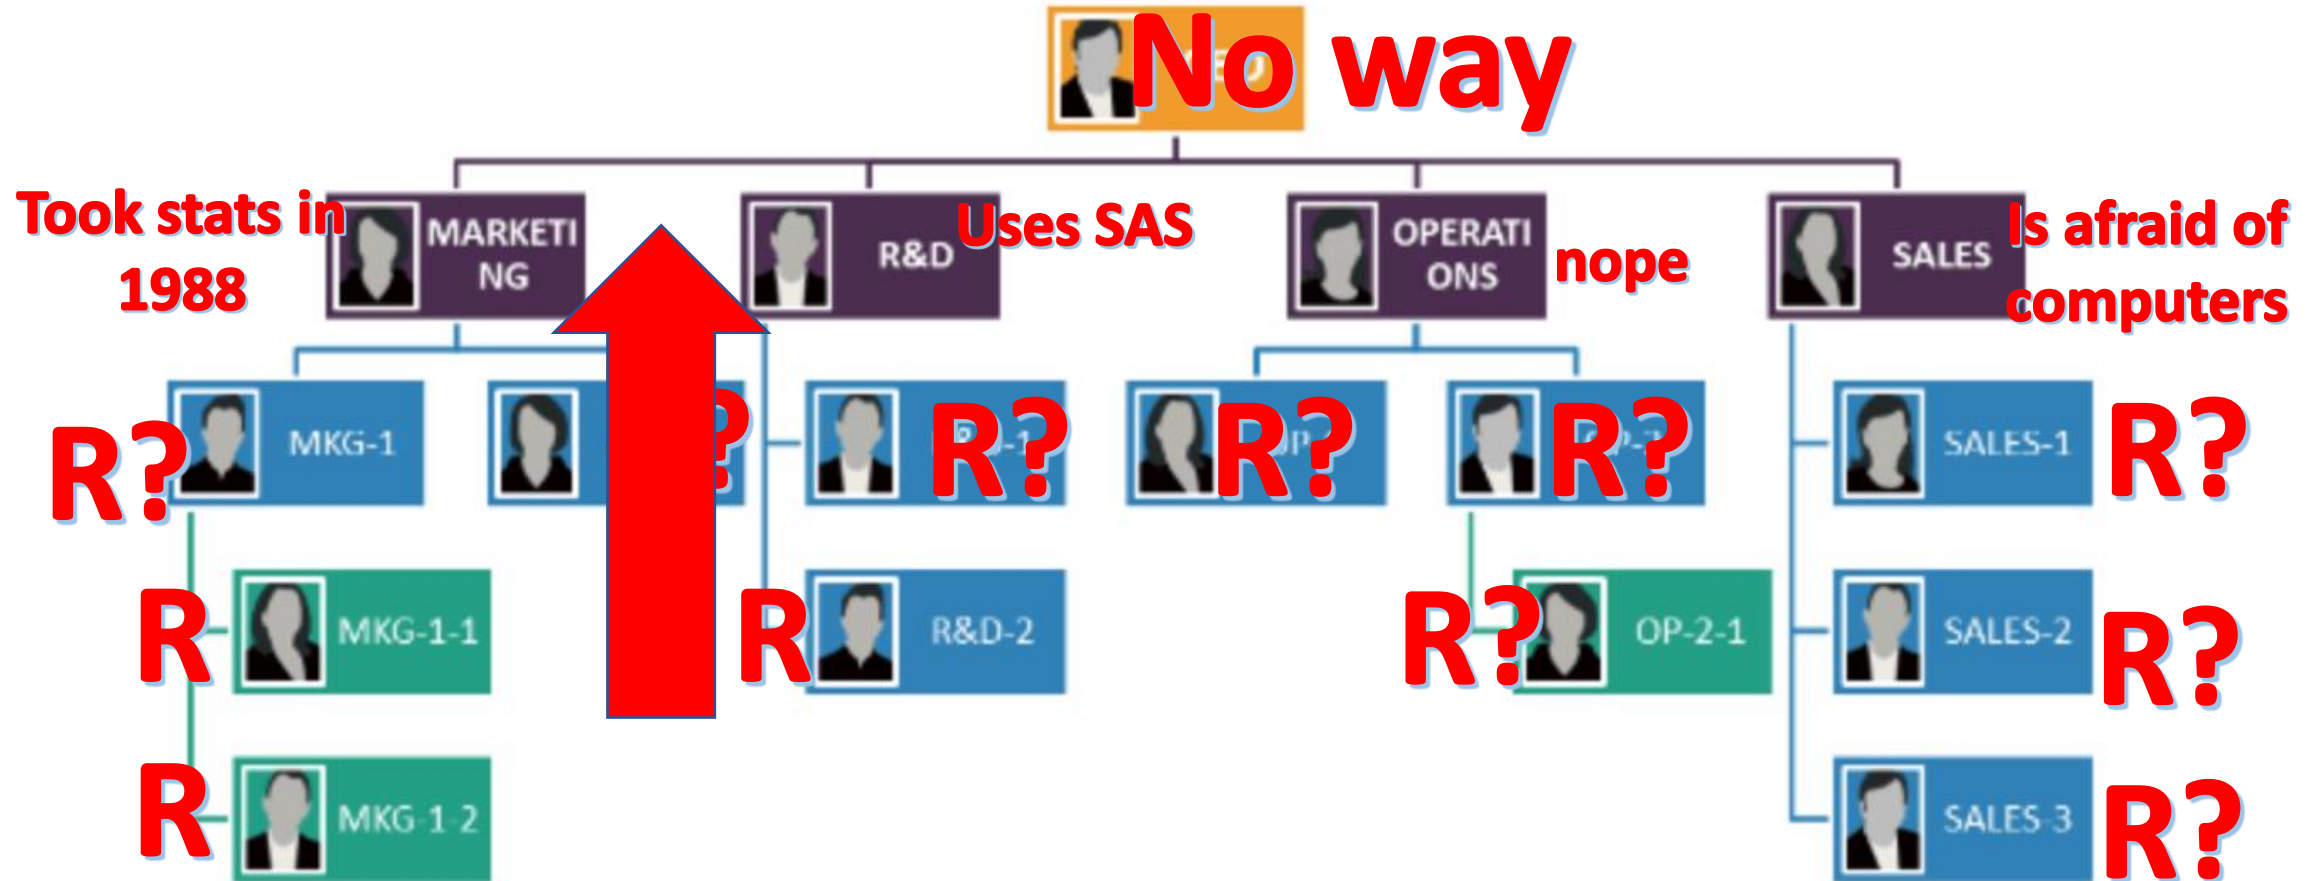 No way
Took stats in
1988
MARKETI
NG
R&D
Uses SAS
OPERATI
ONS
nope
SALES
Is afraid of
computers
R?
MKG-1
?
R?
R?
R?
SALES-1
R?
R
MKG-1-1
R
R&D-2
R?
OP-2-1
SALES-2
R?
R
MKG-1-2
SALES-3
R?